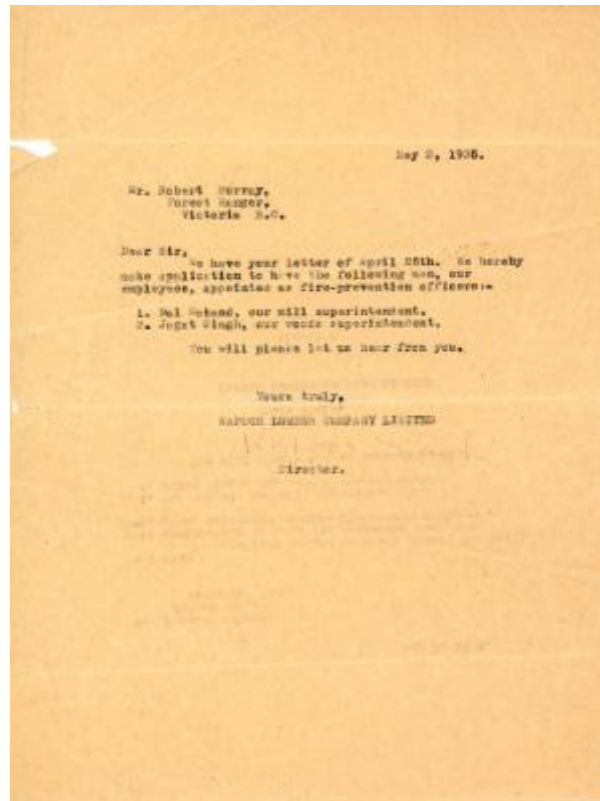 May 2, 1935.
Mr. Robert Murray,
Forest Ranger,
Victoria B.C.
Dear Sir,
We have your letter of April 25th. We hereby
make application to have the following men, our
employees, appointed as fire-prevention officers:-
1. our mill superintendent.
2. Jagat Singh, our woods superintendent.
You will please let us hear from you.
Yours truly,
LUMBER COMPANY LIMITED
Director.